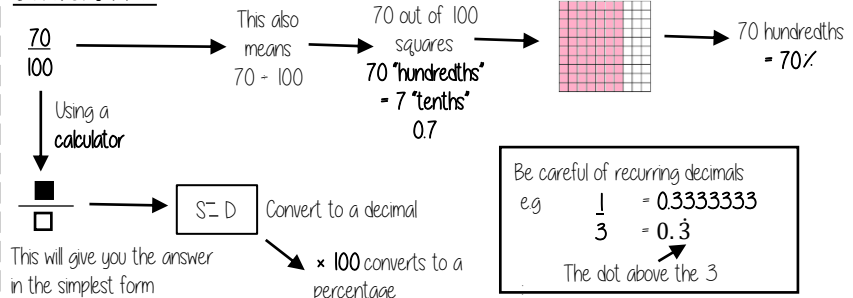 70
100
This also
means
70 ÷ 100
70 out of 100
squares
70 "hundredths"
= 7 "tenths"
0.7
70 hundredths
= 70%
Using a
calculator
This will give you the answer
in the simplest form
S⇔D
Convert to a decimal
× 100 converts to a
percentage
Be careful of recurring decimals
e.g 1 = 0.3333333
3 = 0.3̇
The dot above the 3